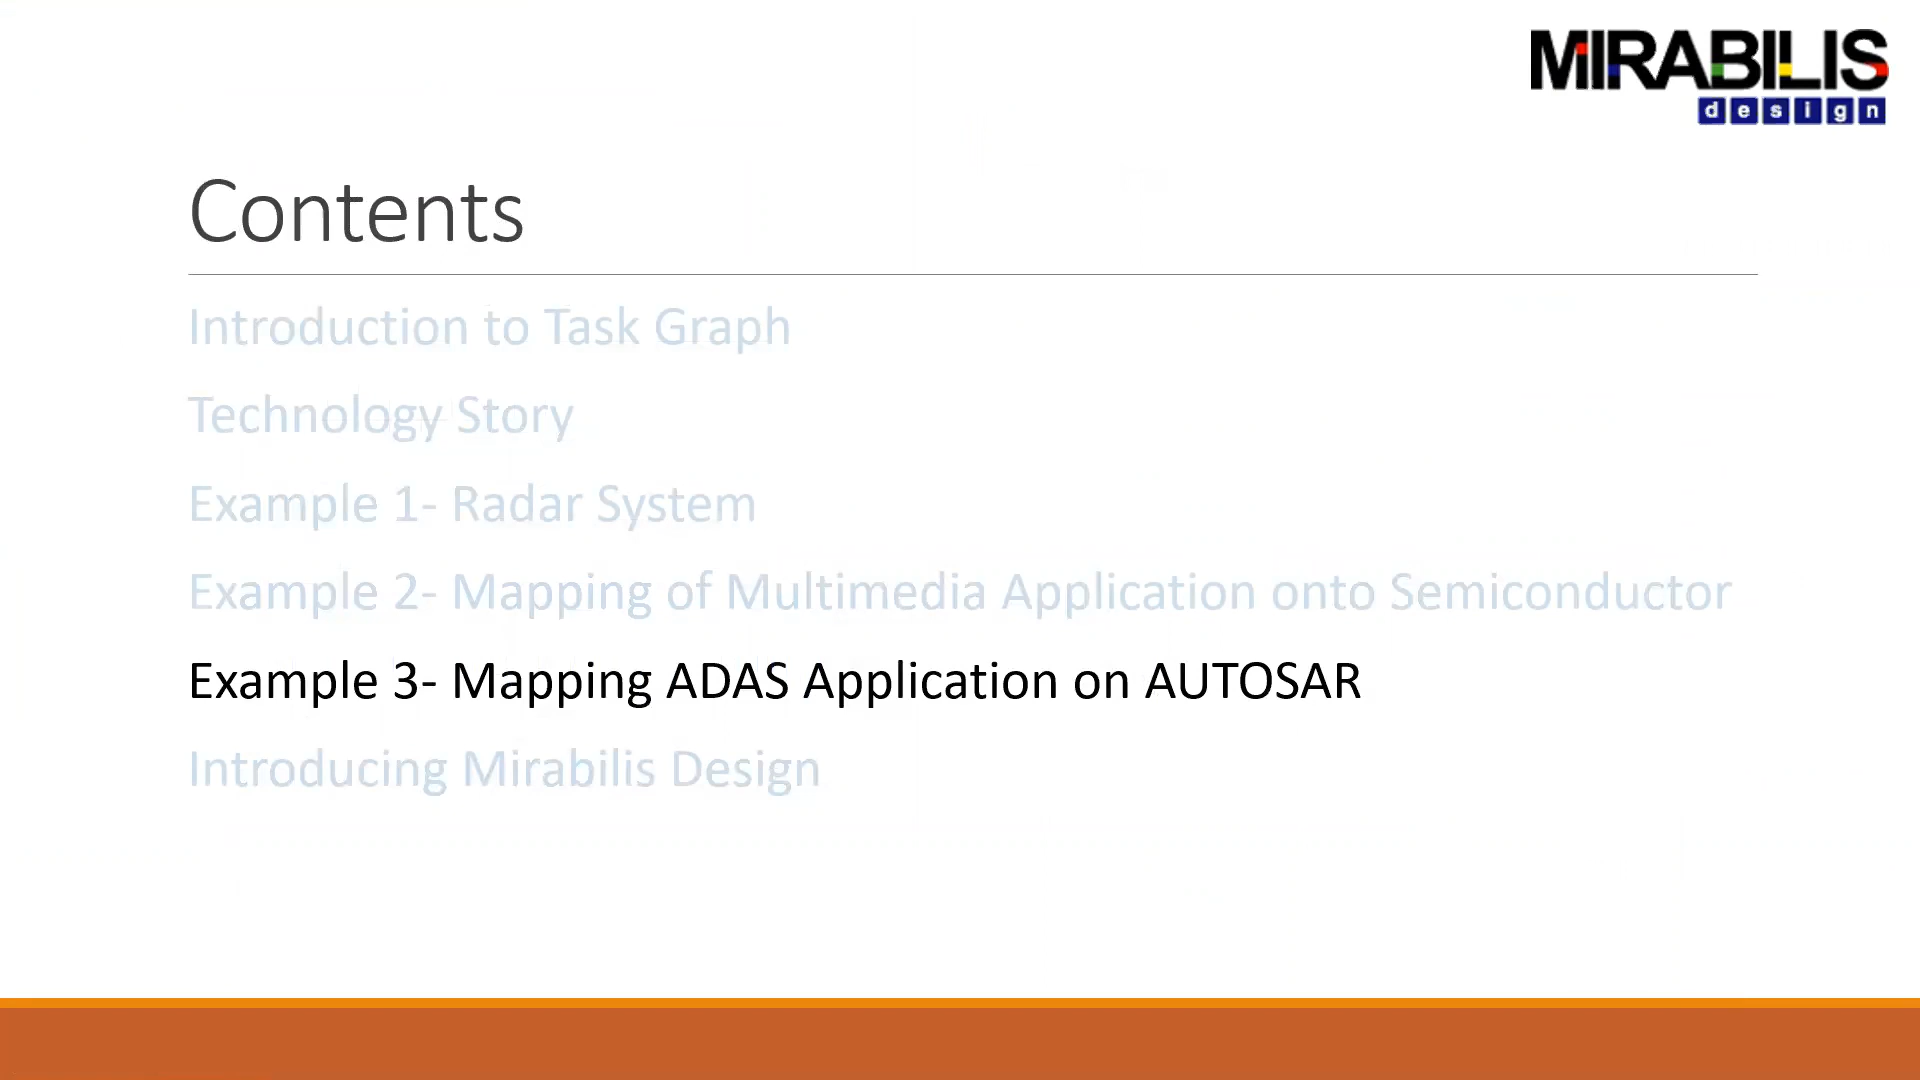 MIRABILIS
design
Contents
Introduction to Task Graph
Technology Story
Example 1- Radar System
Example 2- Mapping of Multimedia Application onto Semiconductor
Example 3- Mapping ADAS Application on AUTOSAR
Introducing Mirabilis Design